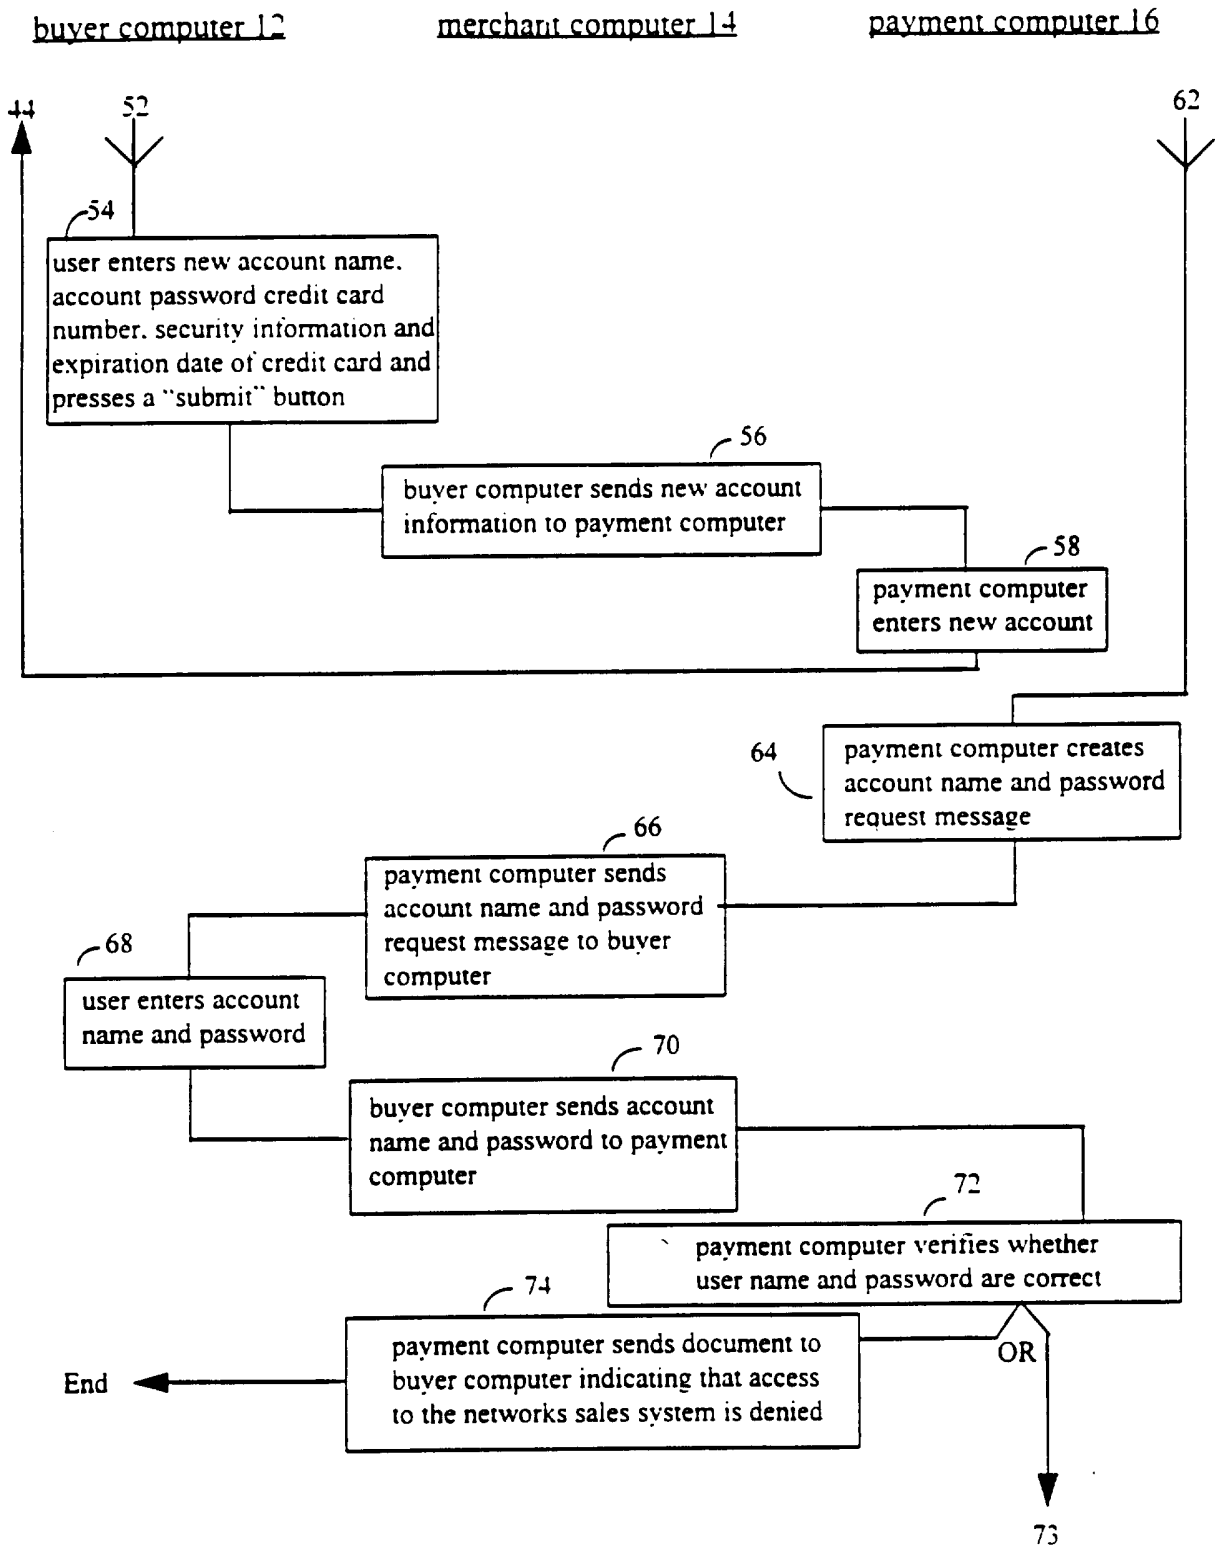 buyer computer 12 merchant computer 14 payment computer 16
44 52 62
54
user enters new account name.
account password credit card
number. security information and
expiration date of credit card and
presses a "submit" button
56
buyer computer sends new account
information to payment computer
58
payment computer
enters new account
64
payment computer creates
account name and password
request message
66
payment computer sends
account name and password
request message to buyer
computer
68
user enters account
name and password
70
buyer computer sends account
name and password to payment
computer
72
payment computer verifies whether
user name and password are correct
OR
74
payment computer sends document to
buyer computer indicating that access
to the networks sales system is denied
End
73